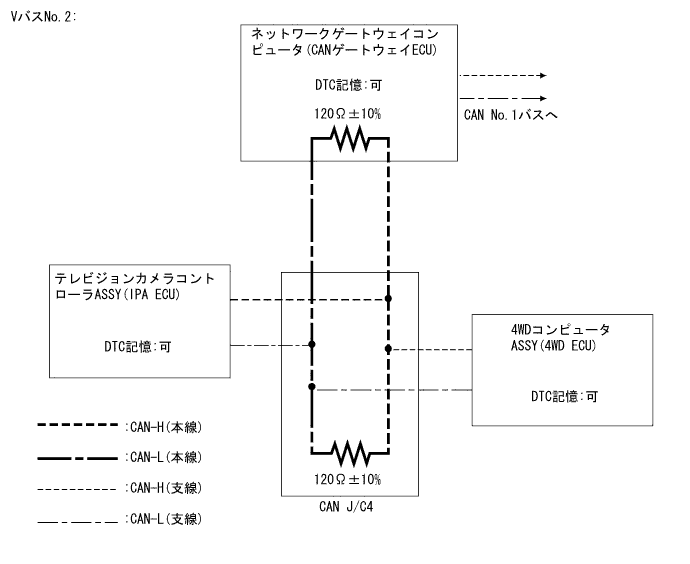 VバスNo.2:
ネットワークゲートウェイコン
ピュータ(CANゲートウェイECU)
DTC記憶:可
120Ω±10%
CAN No.1バスへ
テレビジョンカメラコント
ローラASSY(IPA ECU)
DTC記憶:可
4WDコンピュータ
ASSY(4WD ECU)
DTC記憶:可
120Ω±10%
CAN J/C4
:CAN-H(本線)
:CAN-L(本線)
:CAN-H(支線)
:CAN-L(支線)